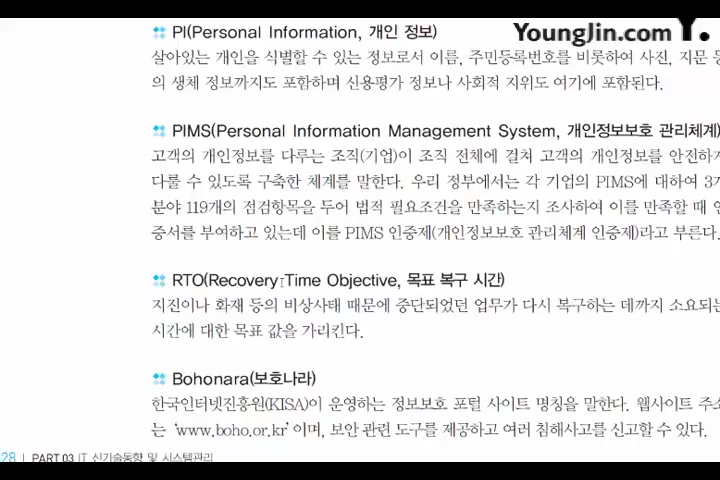 YoungJin.com Y.
PI(Personal Information, 개인 정보)
살아있는 개인을 식별할 수 있는 정보로서 이름, 주민등록번호를 비롯하여 사진, 지문 등
의 생체 정보까지도 포함하며 신용평가 정보나 사회적 지위도 여기에 포함된다.
PIMS(Personal Information Management System, 개인정보보호 관리체계)
고객의 개인정보를 다루는 조직(기업)이 조직 전체에 걸쳐 고객의 개인정보를 안전하게
다룰 수 있도록 구축한 체계를 말한다. 우리 정부에서는 각 기업의 PIMS에 대하여 3개
분야 119개의 점검항목을 두어 법적 필요조건을 만족하는지 조사하여 이를 만족할 때 인
증서를 부여하고 있는데 이를 PIMS 인증제(개인정보보호 관리체계 인증제)라고 부른다.
RTO(Recovery Time Objective, 목표 복구 시간)
지진이나 화재 등의 비상사태 때문에 중단되었던 업무가 다시 복구하는 데까지 소요되는
시간에 대한 목표 값을 가리킨다.
Bohonara(보호나라)
한국인터넷진흥원(KISA)이 운영하는 정보보호 포털 사이트 명칭을 말한다. 웹사이트 주소
는 'www.boho.or.kr'이며, 보안 관련 도구를 제공하고 여러 침해사고를 신고할 수 있다.
28 | PART 03 IT 신기술동향 및 시스템관리